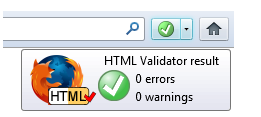 HTML Validator result
HTML
0 errors
0 warnings